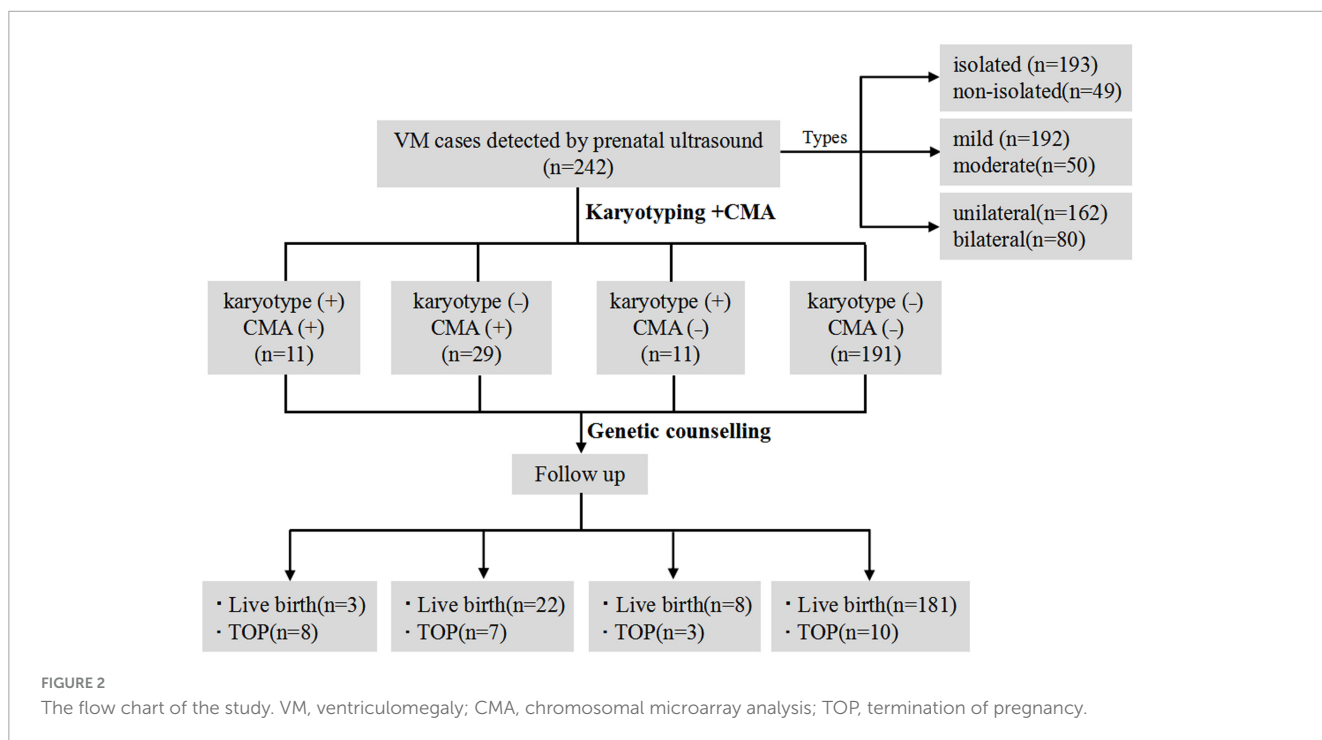 VM cases detected by prenatal ultrasound
(n=242)
Types
isolated (n=193)
non-isolated(n=49)
mild (n=192)
moderate(n=50)
unilateral(n=162)
bilateral(n=80)
Karyotyping +CMA
karyotype (+)
CMA (+)
(n=11)
karyotype (–)
CMA (+)
(n=29)
karyotype (+)
CMA (–)
(n=11)
karyotype (–)
CMA (–)
(n=191)
Genetic counselling
Follow up
· Live birth(n=3)
· TOP(n=8)
· Live birth(n=22)
· TOP(n=7)
· Live birth(n=8)
· TOP(n=3)
· Live birth(n=181)
· TOP(n=10)
FIGURE 2
The flow chart of the study. VM, ventriculomegaly; CMA, chromosomal microarray analysis; TOP, termination of pregnancy.